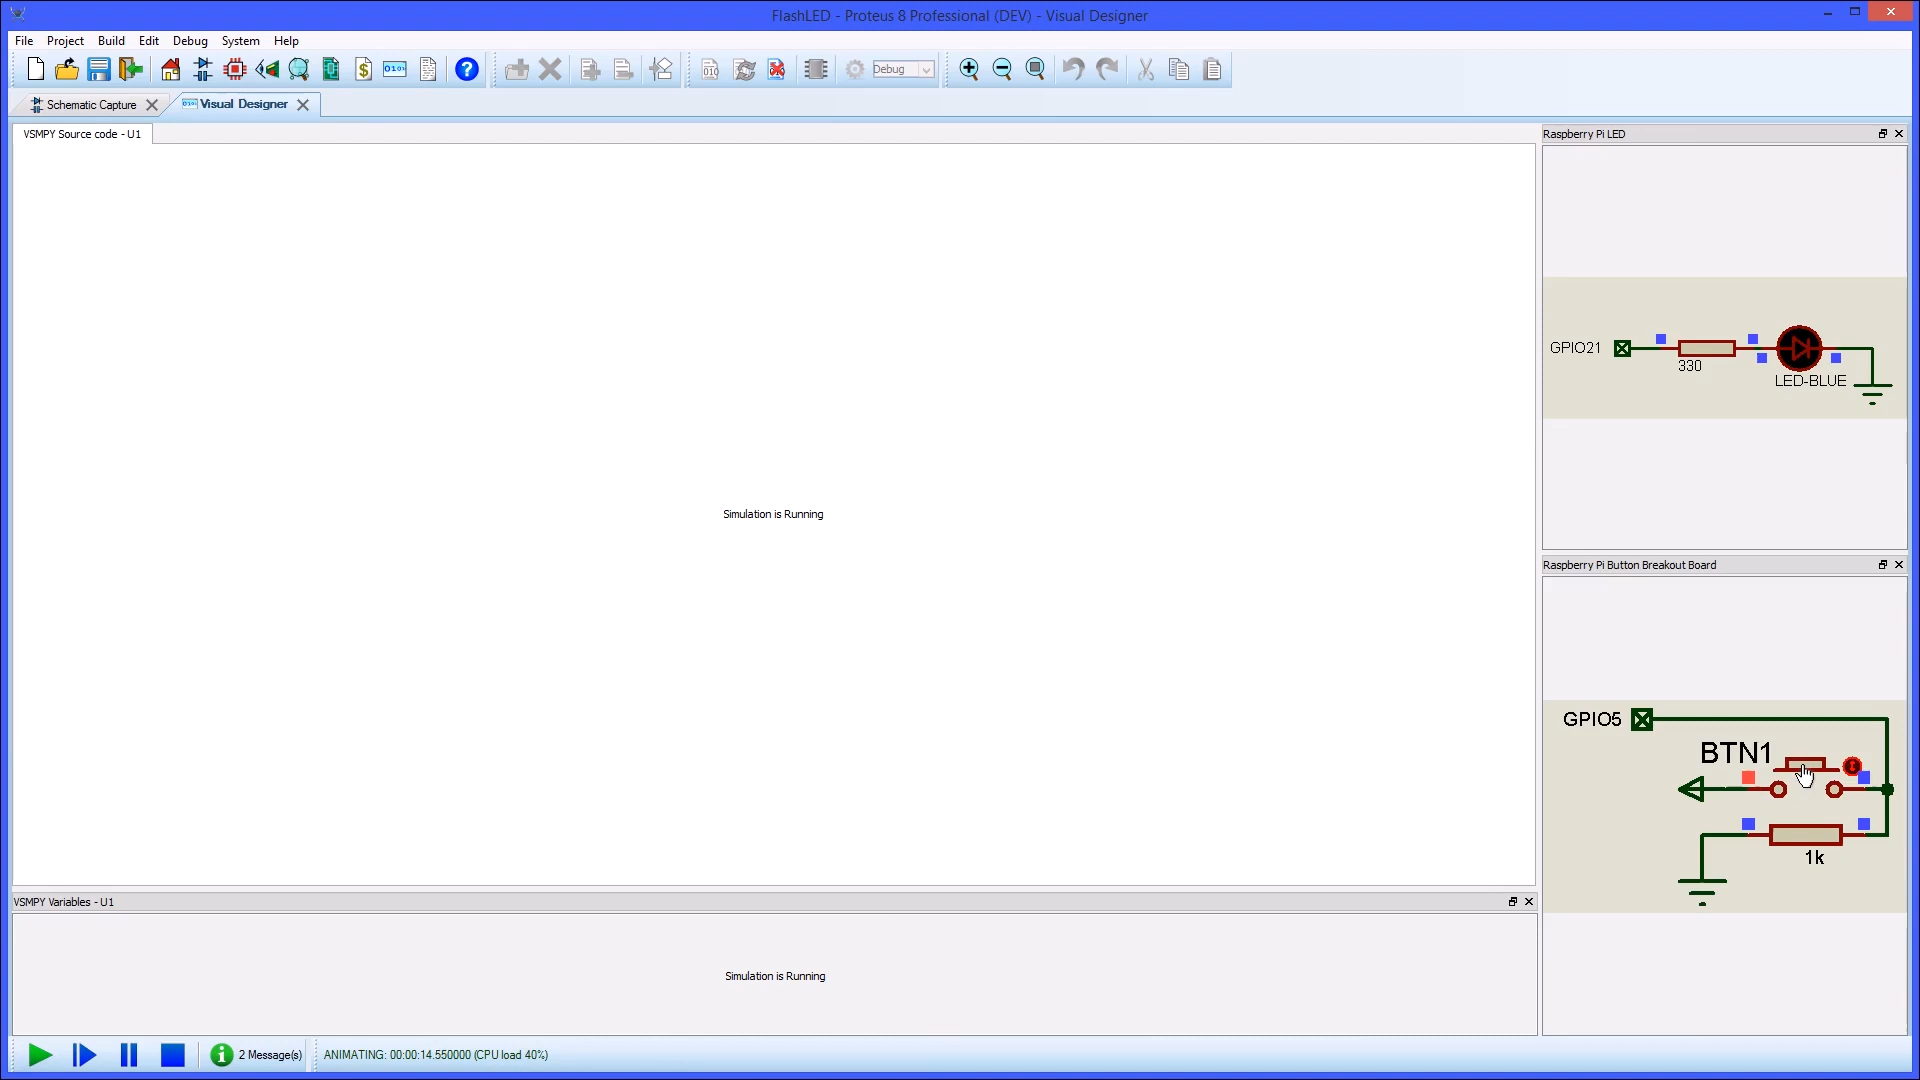 FlashLED - Proteus 8 Professional (DEV) - Visual Designer
File Project Build Edit Debug System Help
Debug
Schematic Capture Visual Designer
VSMPY Source code - U1
Simulation is Running
VSMPY Variables - U1
Simulation is Running
Raspberry Pi LED
GPIO21
330
LED-BLUE
Raspberry Pi Button Breakout Board
GPIO5
BTN1
1k
2 Message(s) ANIMATING: 00:00:14.550000 (CPU load 40%)